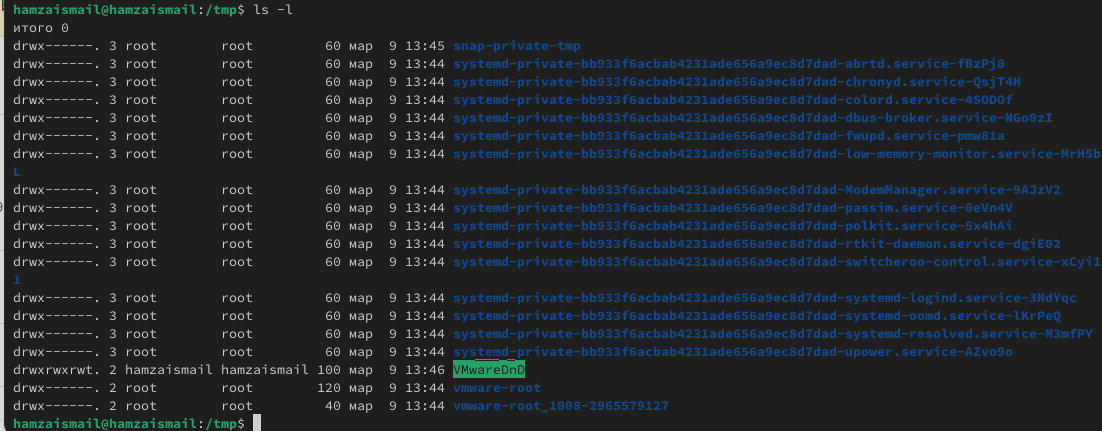 hamzaismail@hamzaismail:/tmp$ ls -l
итого 0
drwx------. 3 root        root         60 мар  9 13:45 snap-private-tmp
drwx------. 3 root        root         60 мар  9 13:44 systemd-private-bb933f6acbab4231ade656a9ec8d7dad-abrtd.service-fBzPj0
drwx------. 3 root        root         60 мар  9 13:44 systemd-private-bb933f6acbab4231ade656a9ec8d7dad-chronyd.service-QsjT4H
drwx------. 3 root        root         60 мар  9 13:44 systemd-private-bb933f6acbab4231ade656a9ec8d7dad-colord.service-4SODOf
drwx------. 3 root        root         60 мар  9 13:44 systemd-private-bb933f6acbab4231ade656a9ec8d7dad-dbus-broker.service-NGo0zI
drwx------. 3 root        root         60 мар  9 13:44 systemd-private-bb933f6acbab4231ade656a9ec8d7dad-fwupd.service-pmw81a
drwx------. 3 root        root         60 мар  9 13:44 systemd-private-bb933f6acbab4231ade656a9ec8d7dad-low-memory-monitor.service-MrH5b
L
drwx------. 3 root        root         60 мар  9 13:44 systemd-private-bb933f6acbab4231ade656a9ec8d7dad-ModemManager.service-9AJzV2
drwx------. 3 root        root         60 мар  9 13:44 systemd-private-bb933f6acbab4231ade656a9ec8d7dad-passim.service-0eVn4V
drwx------. 3 root        root         60 мар  9 13:44 systemd-private-bb933f6acbab4231ade656a9ec8d7dad-polkit.service-5x4hAi
drwx------. 3 root        root         60 мар  9 13:44 systemd-private-bb933f6acbab4231ade656a9ec8d7dad-rtkit-daemon.service-dgiE02
drwx------. 3 root        root         60 мар  9 13:44 systemd-private-bb933f6acbab4231ade656a9ec8d7dad-switcheroo-control.service-xCyi1
1
drwx------. 3 root        root         60 мар  9 13:44 systemd-private-bb933f6acbab4231ade656a9ec8d7dad-systemd-logind.service-3NdYqc
drwx------. 3 root        root         60 мар  9 13:44 systemd-private-bb933f6acbab4231ade656a9ec8d7dad-systemd-oomd.service-lKrPeQ
drwx------. 3 root        root         60 мар  9 13:44 systemd-private-bb933f6acbab4231ade656a9ec8d7dad-systemd-resolved.service-M3mfPY
drwx------. 3 root        root         60 мар  9 13:44 systemd-private-bb933f6acbab4231ade656a9ec8d7dad-upower.service-AZvo9o
drwxrwxrwt. 2 hamzaismail hamzaismail 100 мар  9 13:46 VMwareDnD
drwx------. 2 root        root        120 мар  9 13:44 vmware-root
drwx------. 2 root        root         40 мар  9 13:44 vmware-root_1008-2965579127
hamzaismail@hamzaismail:/tmp$